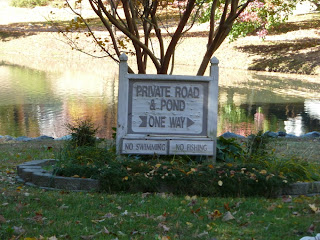 PRIVATE ROAD
& POND
ONE WAY
NO SWIMMING NO FISHING